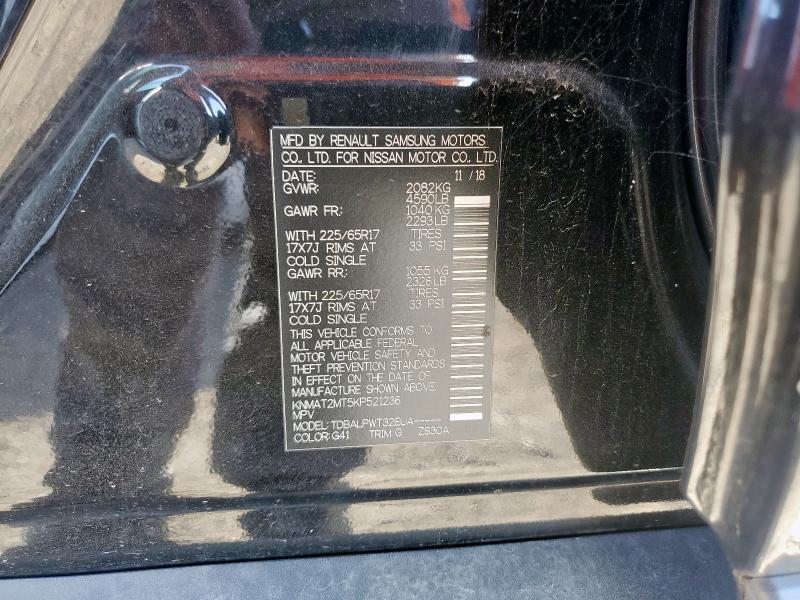 MFD BY RENAULT SAMSUNG MOTORS
CO., LTD. FOR NISSAN MOTOR CO., LTD.
DATE: 11 / 18
GVWR: 2082KG
4590LB
GAWR FR: 1040 KG
2293LB
WITH 225/65R17 TIRES
17X7J RIMS AT 33 PSI
COLD SINGLE
GAWR RR: 1055 KG
2326LB
WITH 225/65R17 TIRES
17X7J RIMS AT 33 PSI
COLD SINGLE
THIS VEHICLE CONFORMS TO
ALL APPLICABLE FEDERAL
MOTOR VEHICLE SAFETY AND
THEFT PREVENTION STANDARDS
IN EFFECT ON THE DATE OF
MANUFACTURE SHOWN ABOVE.
KNMAT2MT5KP521236
MPV
MODEL: TDBALPWT32EUA-----
COLOR: G41 TRIM G ZS30A